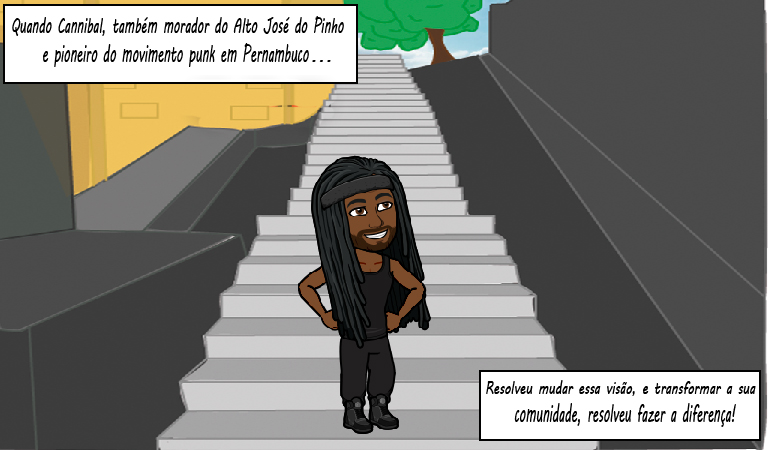 Quando Cannibal, também morador do Alto José do Pinho
e pioneiro do movimento punk em Pernambuco...
Resolveu mudar essa visão, e transformar a sua
comunidade, resolveu fazer a diferença!